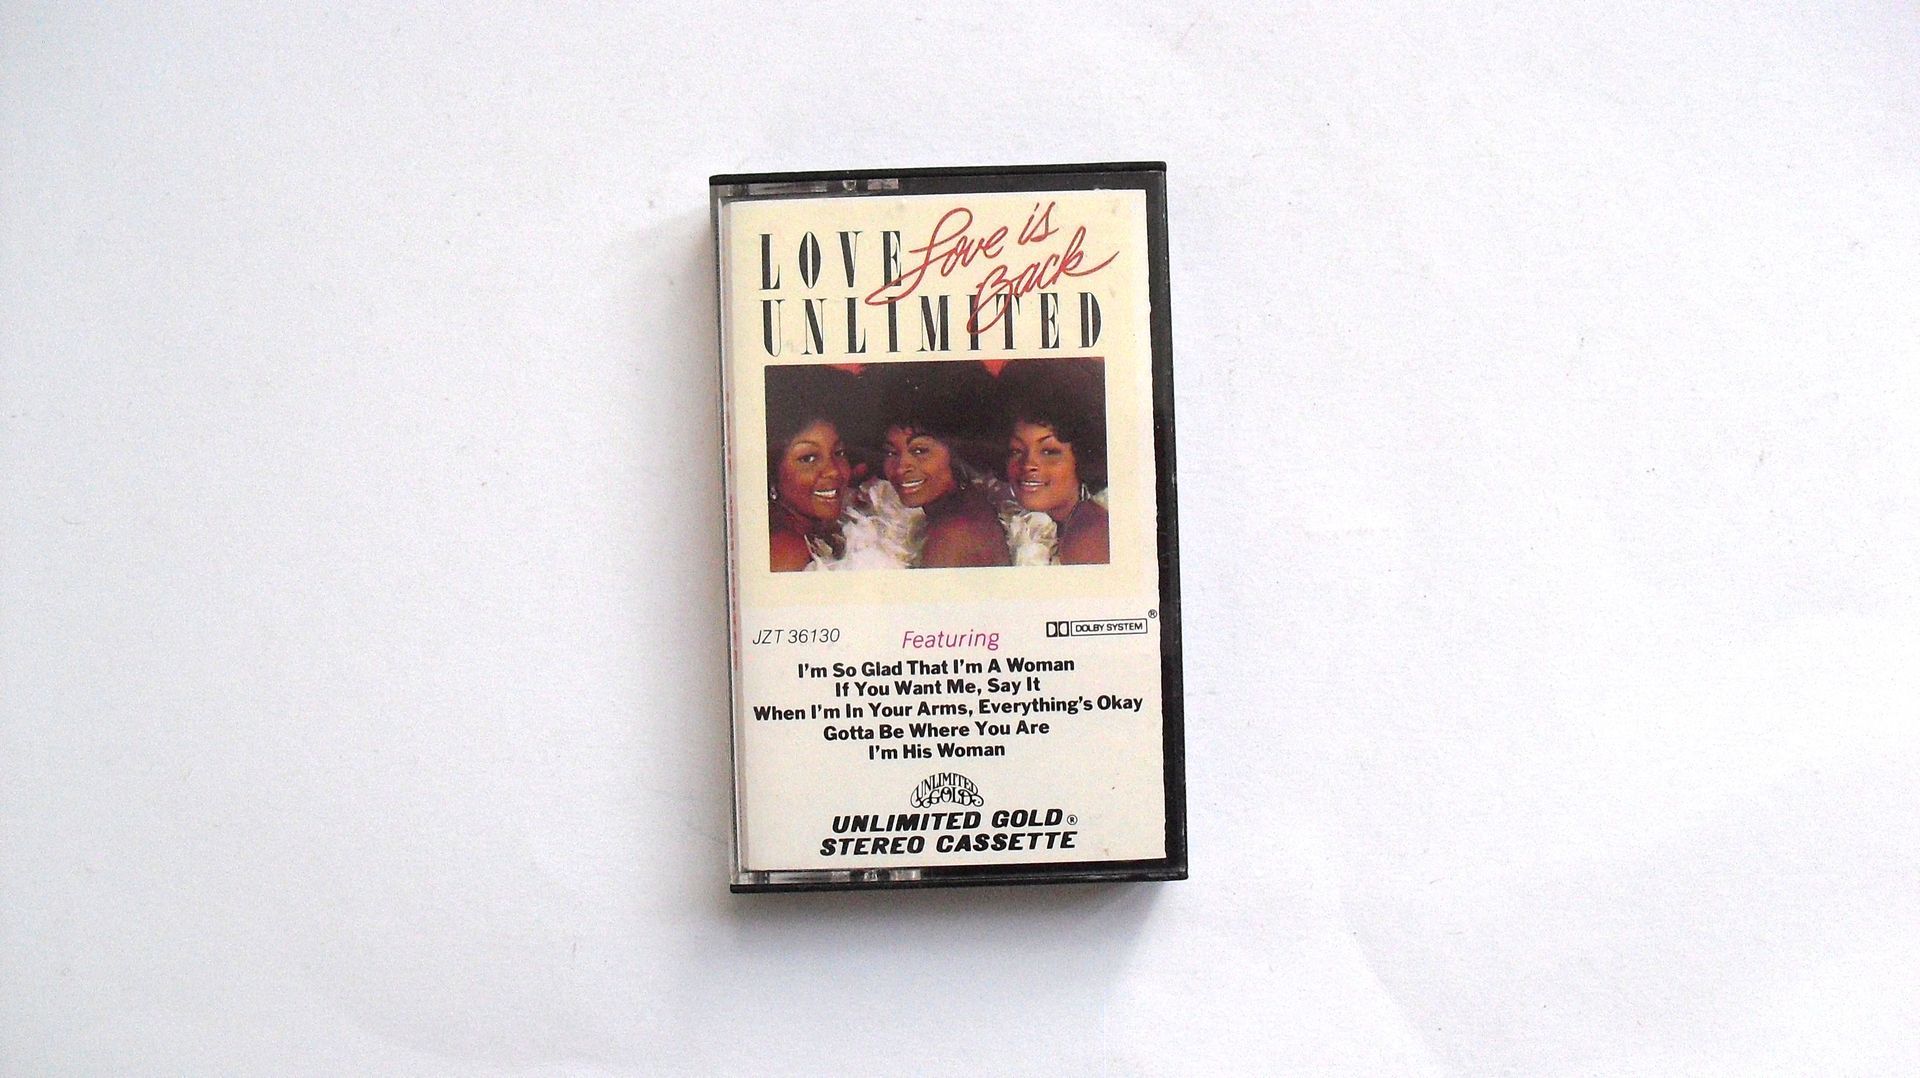 LOVE
Love is
Back
UNLIMITED
JZT 36130
Featuring
DOLBY SYSTEM ®
I'm So Glad That I'm A Woman
If You Want Me, Say It
When I'm In Your Arms, Everything's Okay
Gotta Be Where You Are
I'm His Woman
UNLIMITED
GOLD
UNLIMITED GOLD ®
STEREO CASSETTE